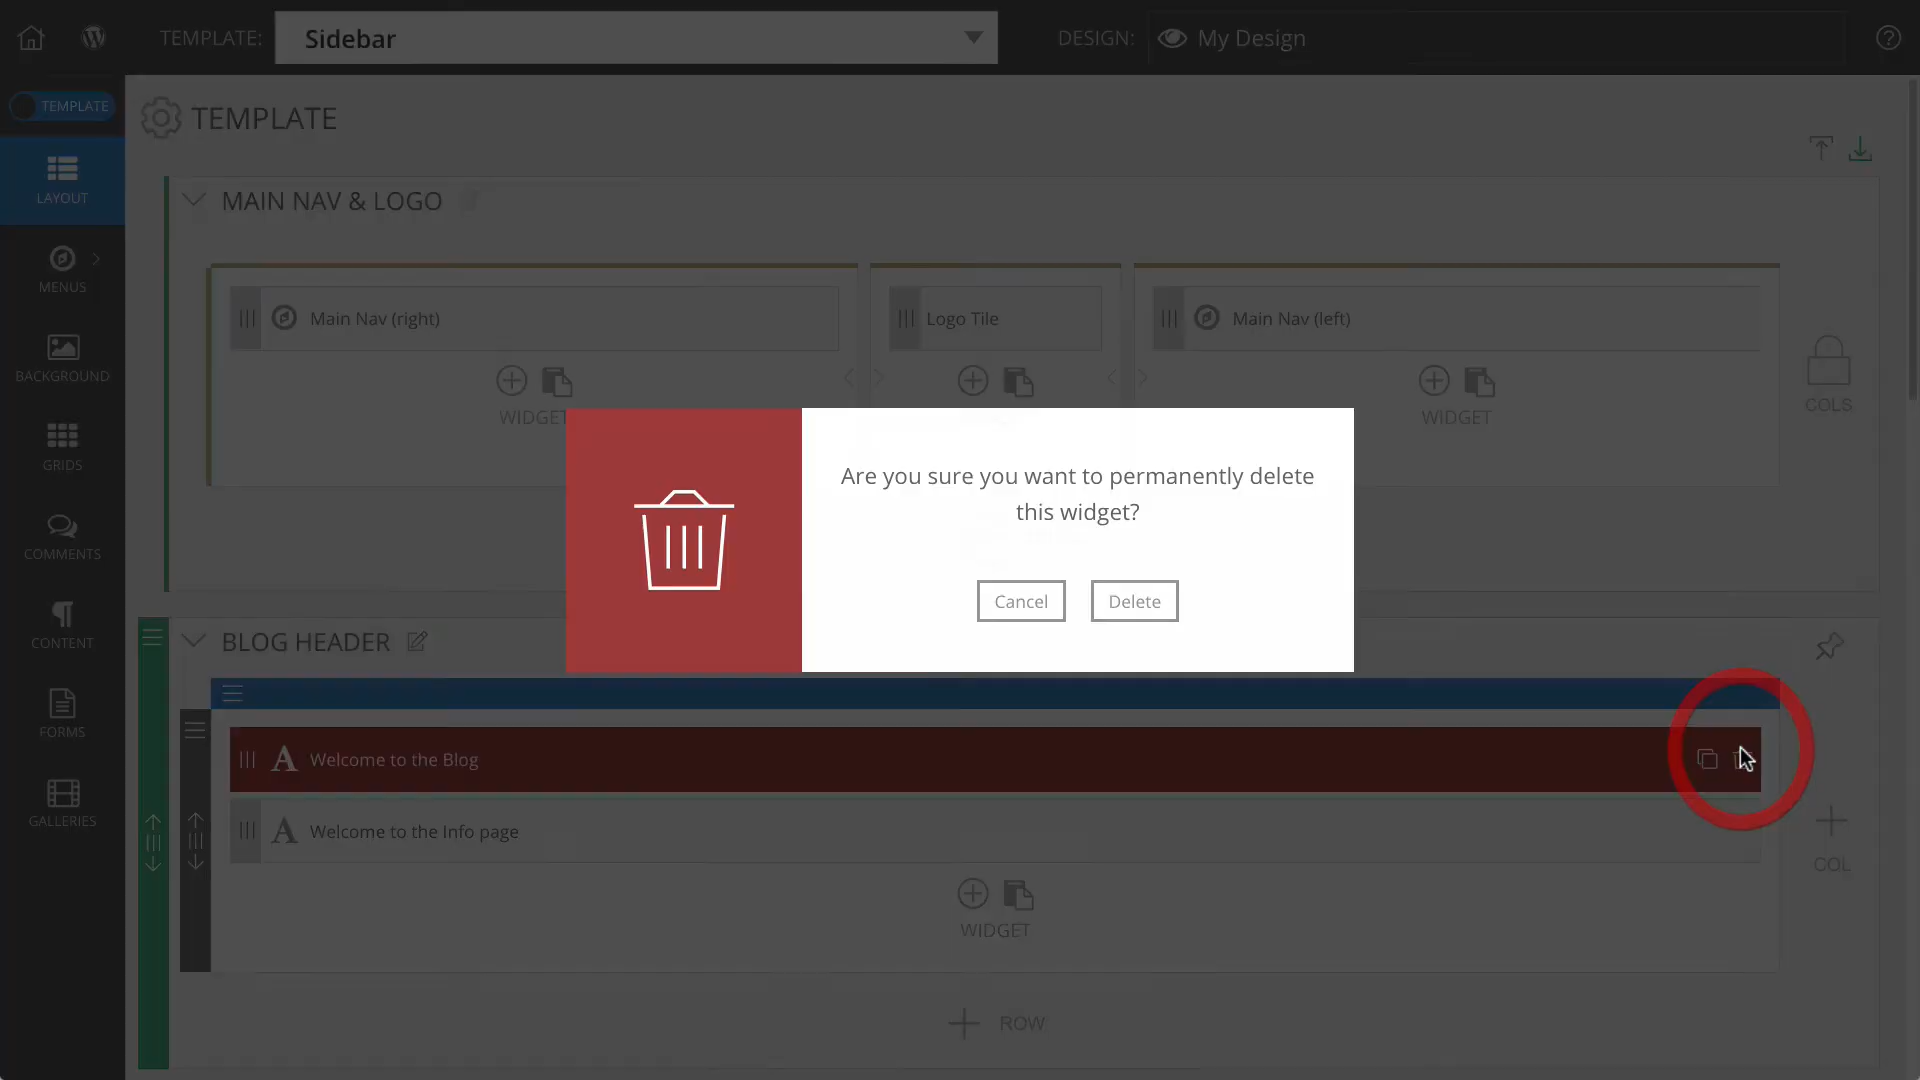 TEMPLATE:
Sidebar
DESIGN:
My Design
TEMPLATE
TEMPLATE
LAYOUT
MENUS
BACKGROUND
GRIDS
COMMENTS
CONTENT
FORMS
GALLERIES
MAIN NAV & LOGO
Main Nav (right)
Logo Tile
Main Nav (left)
WIDGET
WIDGET
COLS
Are you sure you want to permanently delete
this widget?
Cancel
Delete
BLOG HEADER
Welcome to the Blog
Welcome to the Info page
WIDGET
COL
ROW